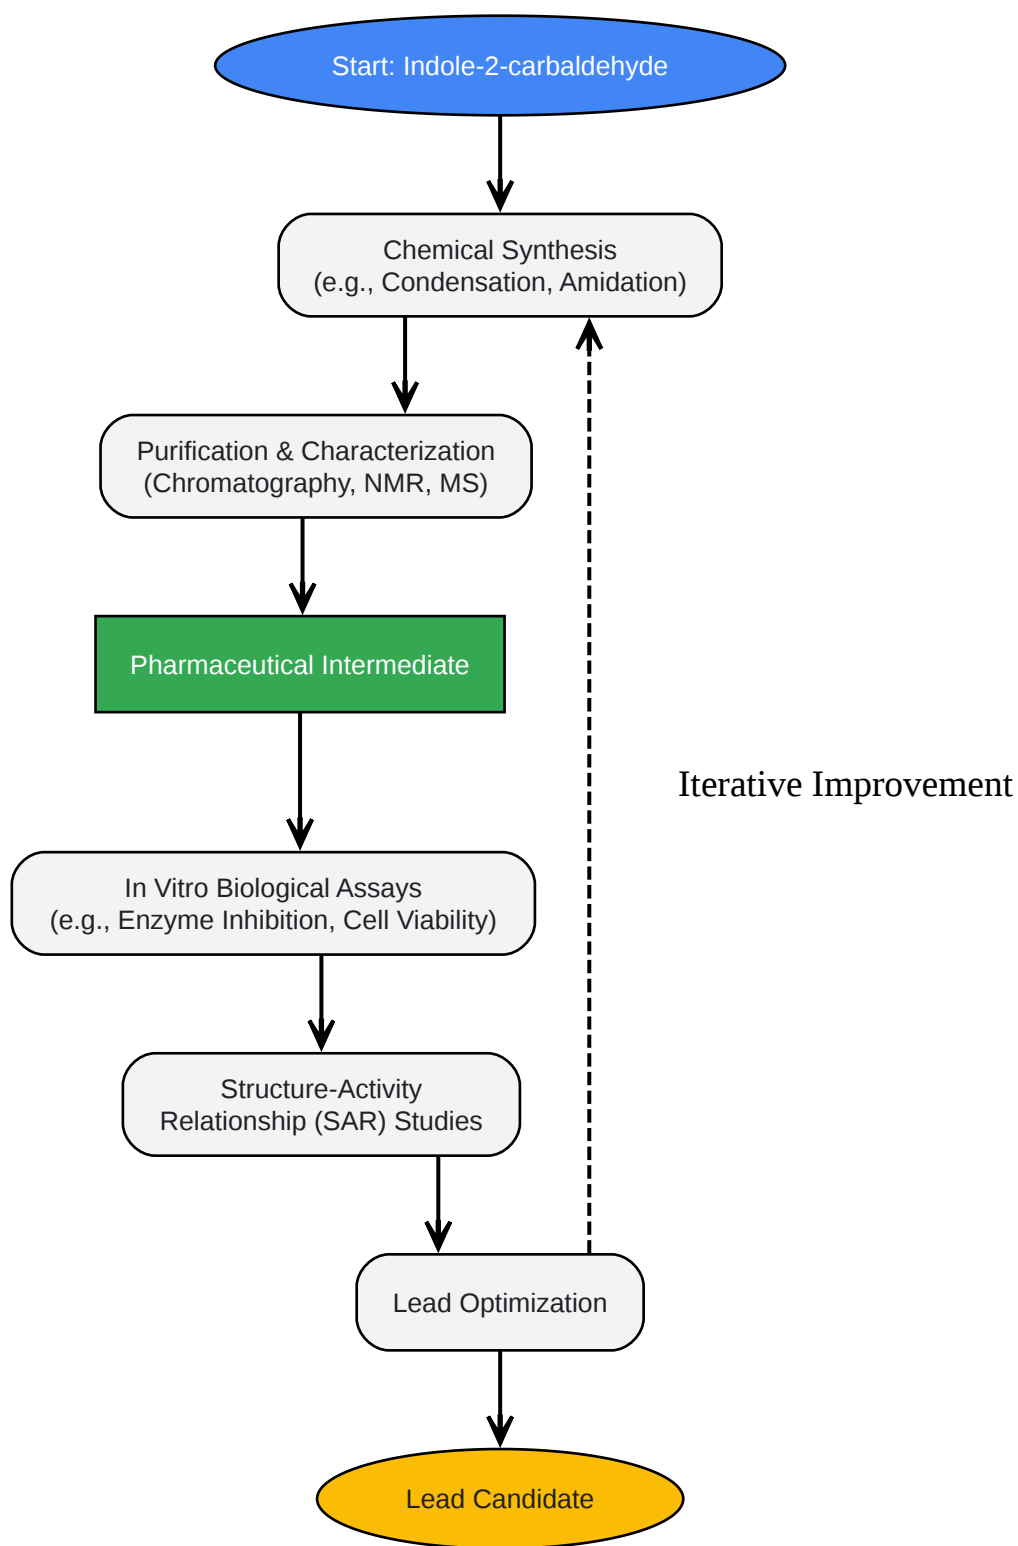 Start: Indole-2-carbaldehyde
Chemical Synthesis
(e.g., Condensation, Amidation)
Purification & Characterization
(Chromatography, NMR, MS)
Pharmaceutical Intermediate
Iterative Improvement
In Vitro Biological Assays
(e.g., Enzyme Inhibition, Cell Viability)
Structure-Activity
Relationship (SAR) Studies
Lead Optimization
Lead Candidate